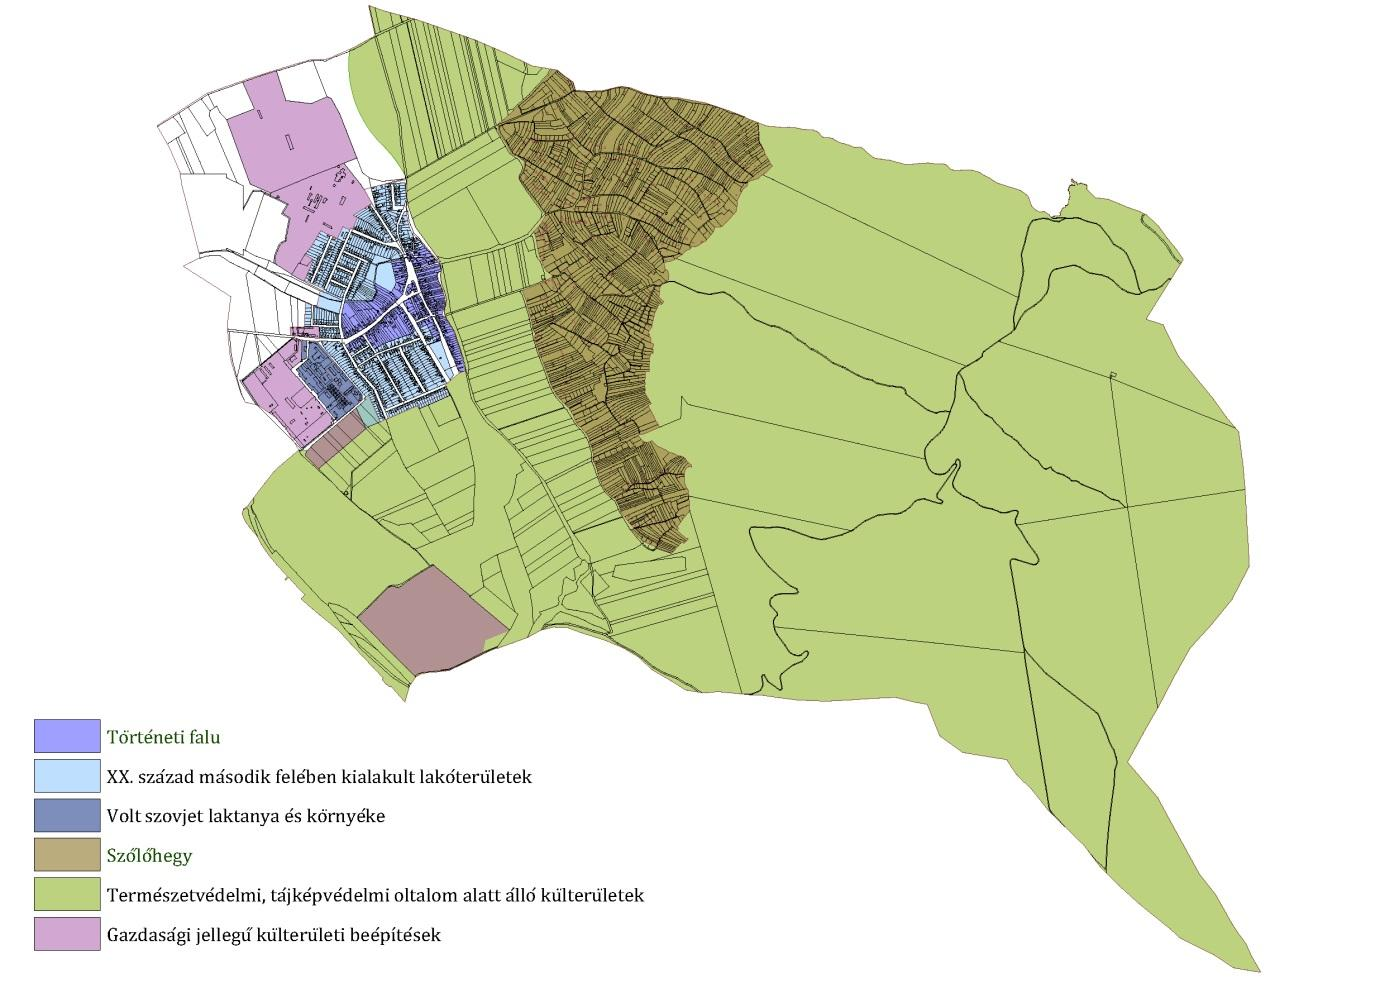 Történeti falu
XX. század második felében kialakult lakóterületek
Volt szovjet laktanya és környéke
Szőlőhegy
Természetvédelmi, tájképvédelmi oltalom alatt álló külterületek
Gazdasági jellegű külterületi beépítések